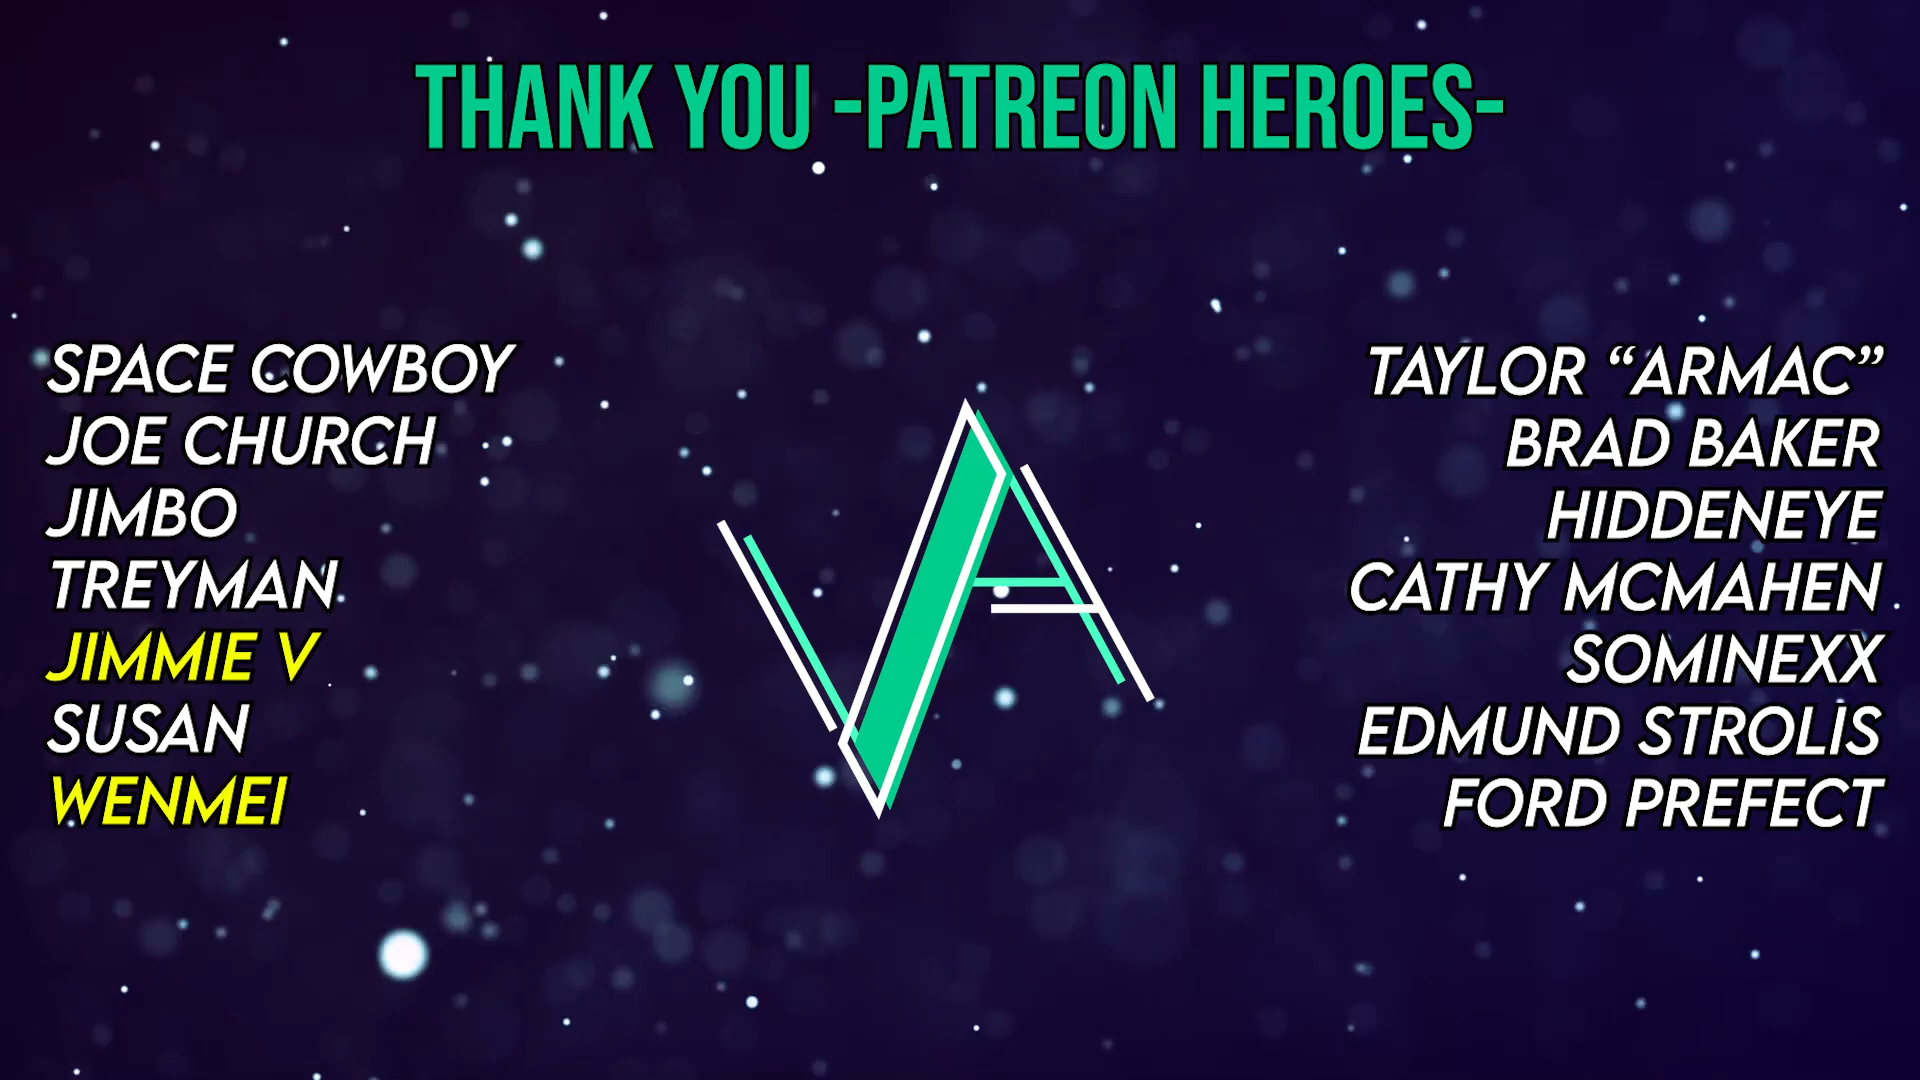 THANK YOU -PATREON HEROES-
SPACE COWBOY
JOE CHURCH
JIMBO
TREYMAN
JIMMIE V
SUSAN
WENMEI
VA
TAYLOR “ARMAC”
BRAD BAKER
HIDDENEYE
CATHY MCMAHEN
SOMINEXX
EDMUND STROLIS
FORD PREFECT